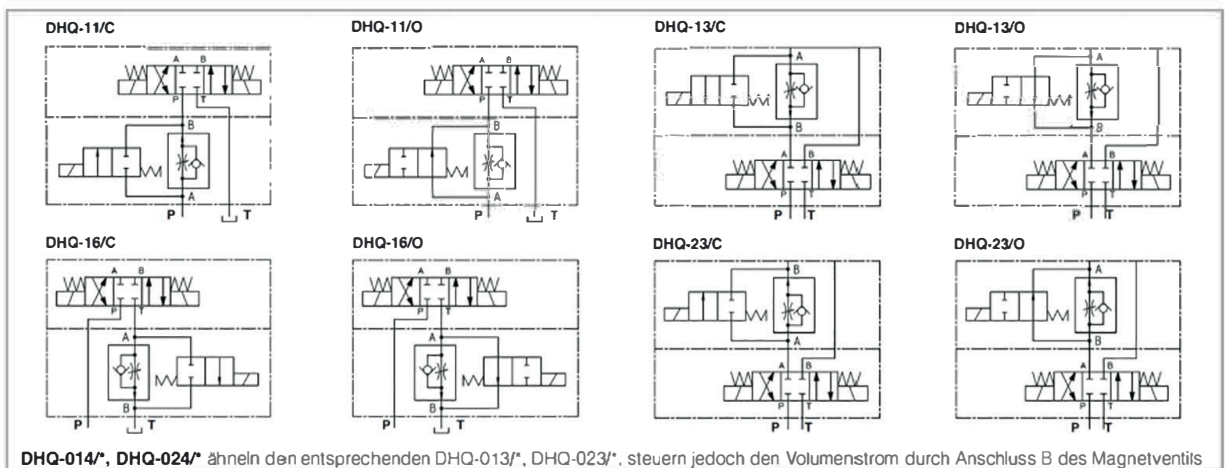 DHQ-11/C DHQ-11/O DHQ-13/C DHQ-13/O
A B A B A A
P T P T
B B B B
A B A B
A A P T P T
P T P T P T P T
DHQ-16/C DHQ-16/O DHQ-23/C DHQ-23/O
A B A B B A
P T P T
A A A B
A B A B
B B P T P T
P T P T P T P T
DHQ-014/*, DHQ-024/* ähneln den entsprechenden DHQ-013/*, DHQ-023/*, steuern jedoch den Volumenstrom durch Anschluss B des Magnetventils